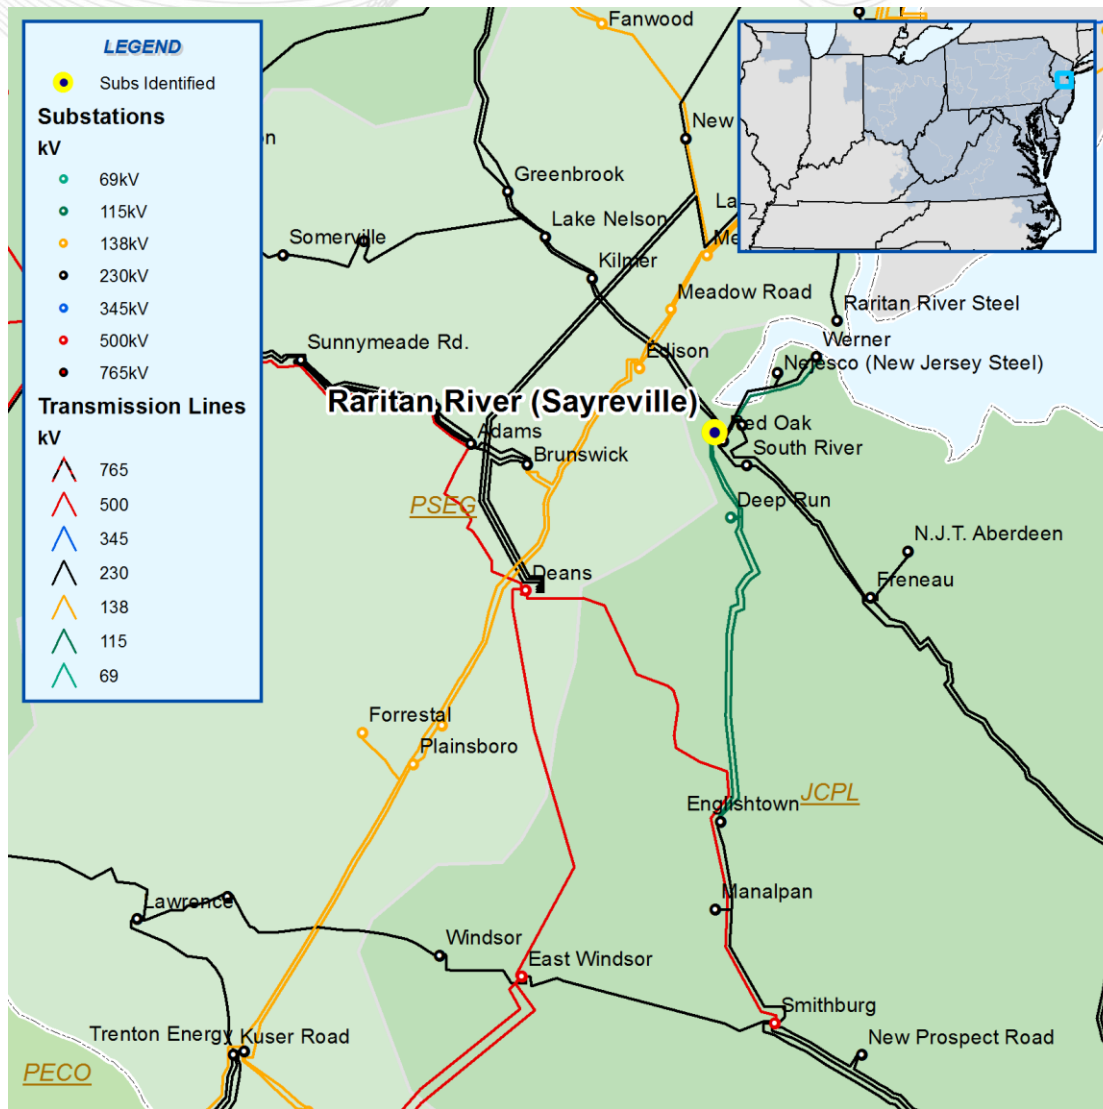 LEGEND
Subs Identified
Substations
kV
69kV
115kV
138kV
230kV
345kV
500kV
765kV
Transmission Lines
kV
765
500
345
230
138
115
69
Fanwood
New
Greenbrook
Lake Nelson
Somerville
Kilmer
Meadow Road
Raritan River Steel
Sunnymeade Rd.
Edison
Werner
Nejesco (New Jersey Steel)
Raritan River (Sayreville)
Red Oak
Adams
South River
Brunswick
PSEG
Deep Run
N.J.T. Aberdeen
Deans
Freneau
Forrestal
Plainsboro
JCPL
Englishtown
Manalpan
Lawrence
Windsor
East Windsor
Smithburg
Trenton Energy
Kuser Road
New Prospect Road
PECO